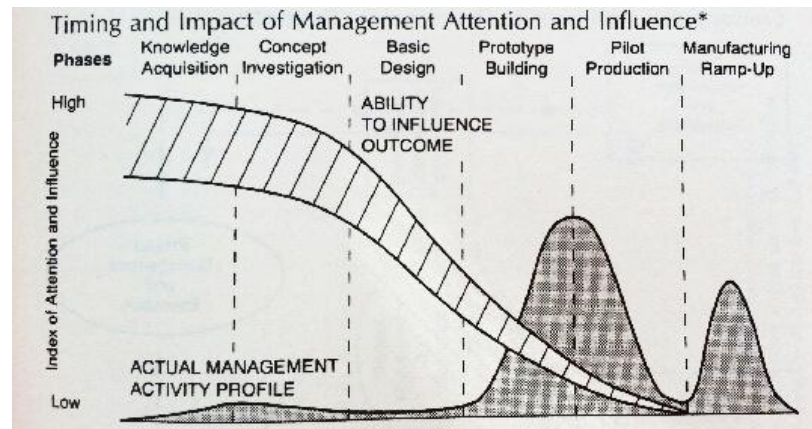 Timing and Impact of Management Attention and Influence*
Phases
Knowledge Acquisition
Concept Investigation
Basic Design
Prototype Building
Pilot Production
Manufacturing Ramp-Up
High
ABILITY
TO INFLUENCE
OUTCOME
Index of Attention and Influence
ACTUAL MANAGEMENT
ACTIVITY PROFILE
Low